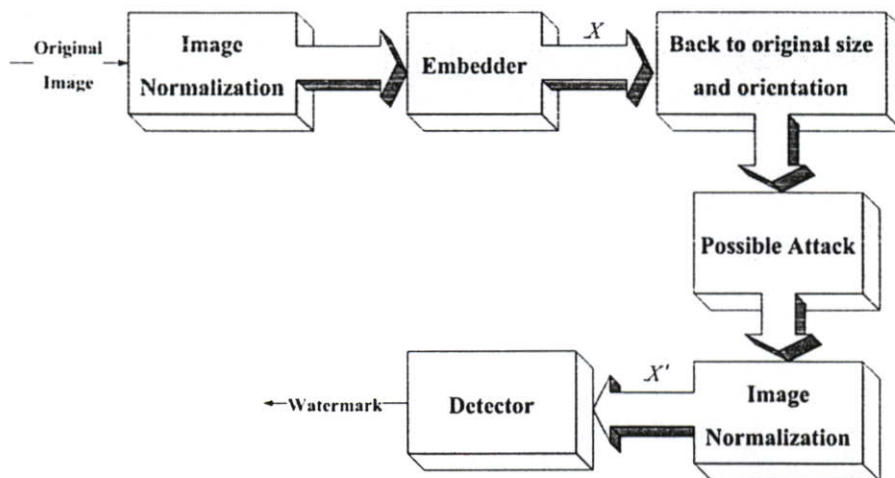 Original
Image
Image
Normalization
Embedder
X
Back to original size
and orientation
Possible Attack
Image
Normalization
X'
Detector
Watermark